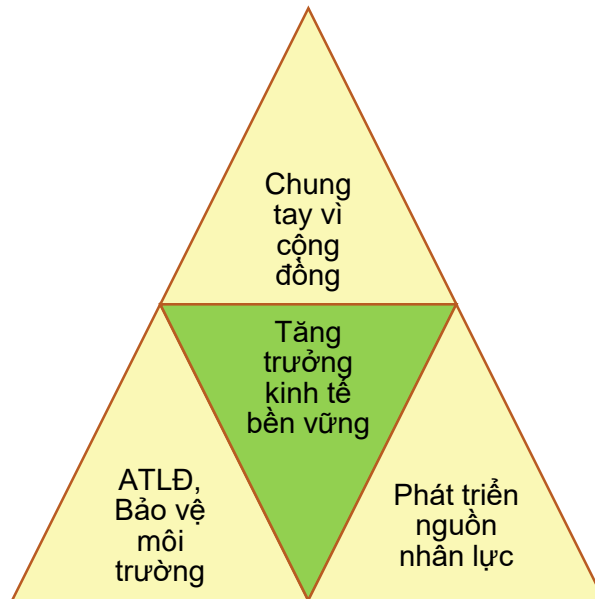 Chung
tay vì
cộng
đồng
Tăng
trưởng
kinh tế
bền vững
ATLĐ,
Bảo vệ
môi
trường
Phát triển
nguồn
nhân lực